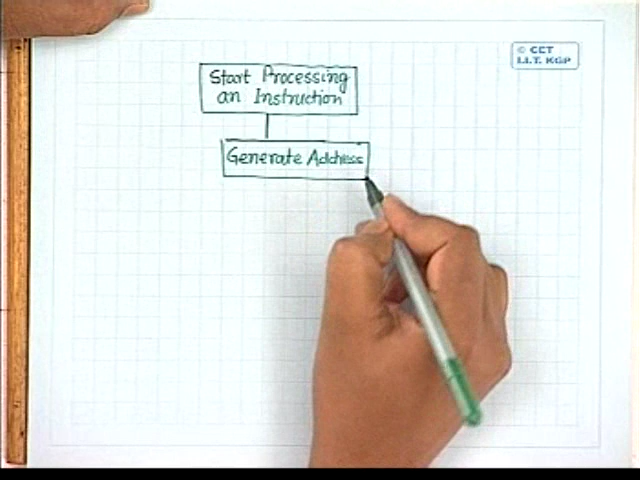 © CCT
I.I.T. KGP
Start Processing
an Instruction
Generate Address